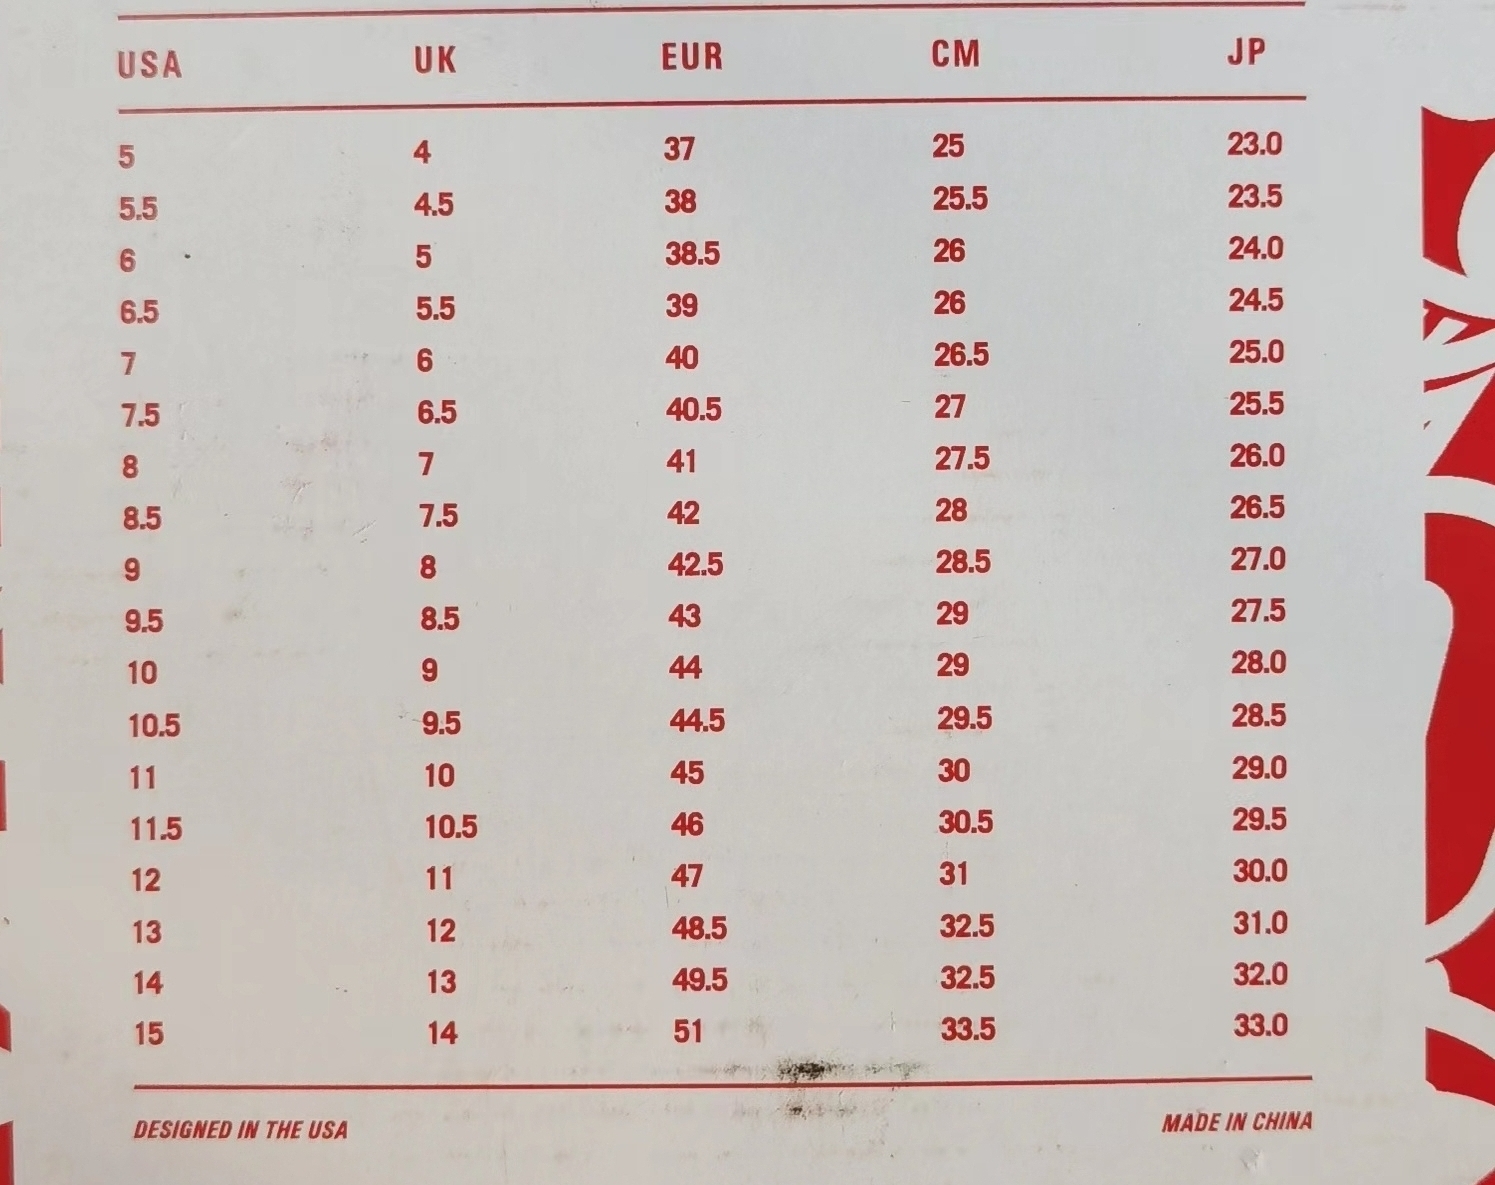 USA UK EUR CM JP
5 4 37 25 23.0
5.5 4.5 38 25.5 23.5
6 5 38.5 26 24.0
6.5 5.5 39 26 24.5
7 6 40 26.5 25.0
7.5 6.5 40.5 27 25.5
8 7 41 27.5 26.0
8.5 7.5 42 28 26.5
9 8 42.5 28.5 27.0
9.5 8.5 43 29 27.5
10 9 44 29 28.0
10.5 9.5 44.5 29.5 28.5
11 10 45 30 29.0
11.5 10.5 46 30.5 29.5
12 11 47 31 30.0
13 12 48.5 32.5 31.0
14 13 49.5 32.5 32.0
15 14 51 33.5 33.0
DESIGNED IN THE USA MADE IN CHINA